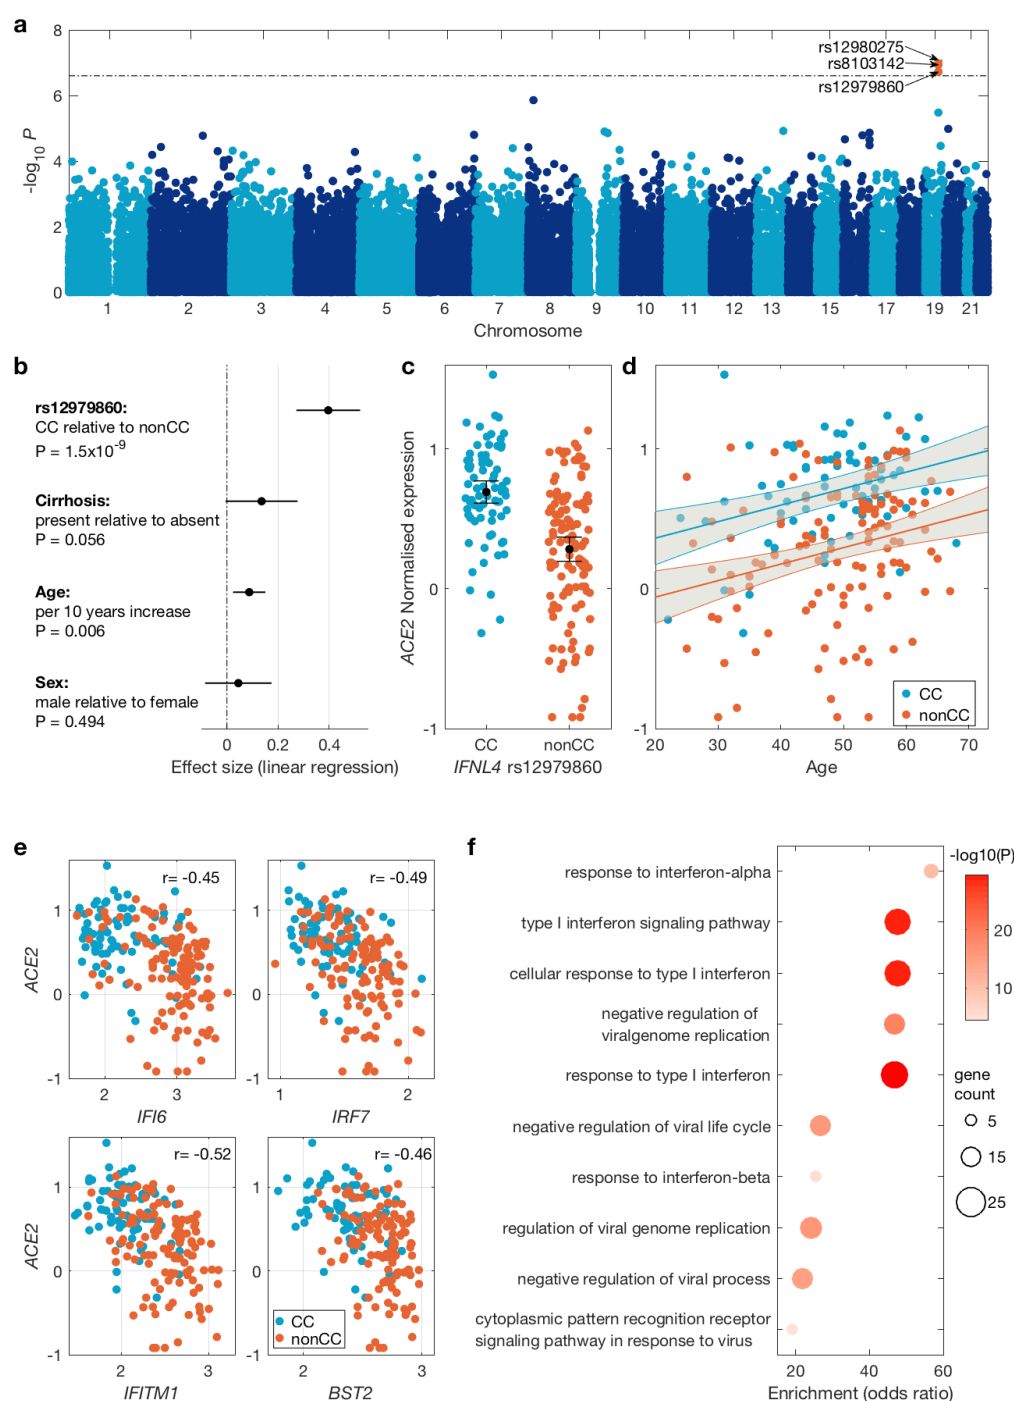 a
8
6
4
2
0
-log10 P
rs12980275
rs8103142
rs12979860
1 2 3 4 5 6 7 8 9 10 11 12 13 15 17 19 21
Chromosome
b
rs12979860:
CC relative to nonCC
P = 1.5x10-9
Cirrhosis:
present relative to absent
P = 0.056
Age:
per 10 years increase
P = 0.006
Sex:
male relative to female
P = 0.494
0 0.2 0.4
Effect size (linear regression)
c
ACE2 Normalised expression
1
0
-1
CC nonCC
IFNL4 rs12979860
d
1
0
-1
CC
nonCC
20 30 40 50 60 70
Age
e
r= -0.45
ACE2
1
0
-1
2 3
IFI6
r= -0.49
1
0
-1
1 2
IRF7
r= -0.52
ACE2
1
0
-1
2 3
IFITM1
r= -0.46
1
0
-1
CC
nonCC
2 3
BST2
f
response to interferon-alpha
type I interferon signaling pathway
cellular response to type I interferon
negative regulation of
viralgenome replication
response to type I interferon
negative regulation of viral life cycle
response to interferon-beta
regulation of viral genome replication
negative regulation of viral process
cytoplasmic pattern recognition receptor
signaling pathway in response to virus
20 40 60
Enrichment (odds ratio)
-log10(P)
20
10
gene
count
5
15
25